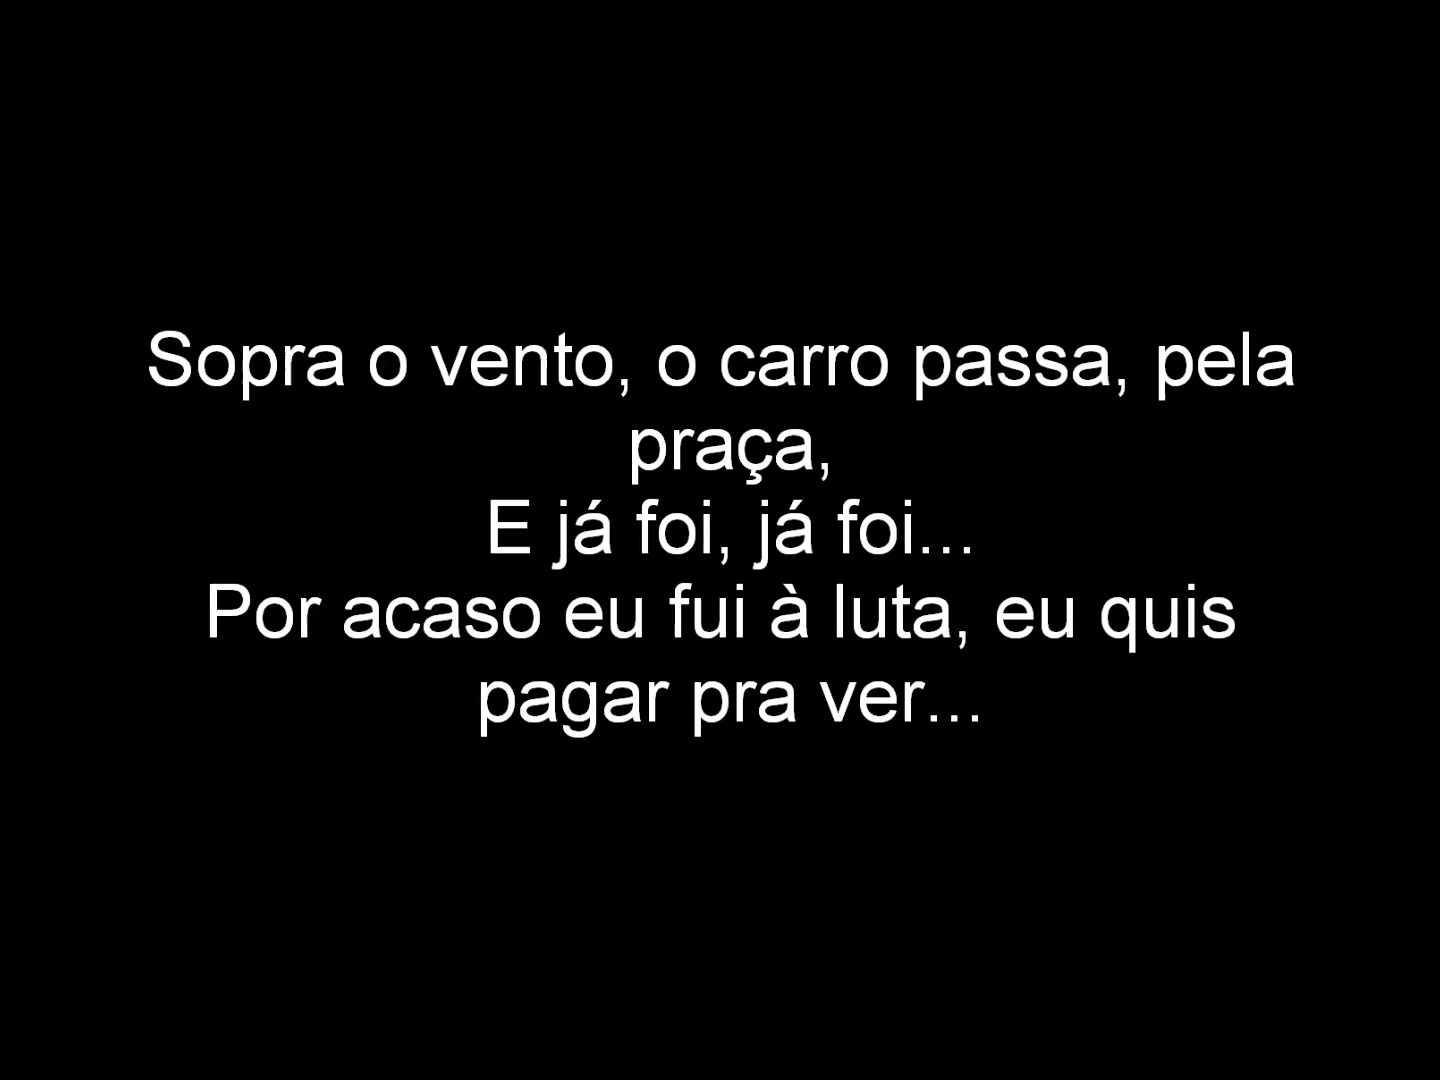 Sopra o vento, o carro passa, pela
praça,
E já foi, já foi...
Por acaso eu fui à luta, eu quis
pagar pra ver...